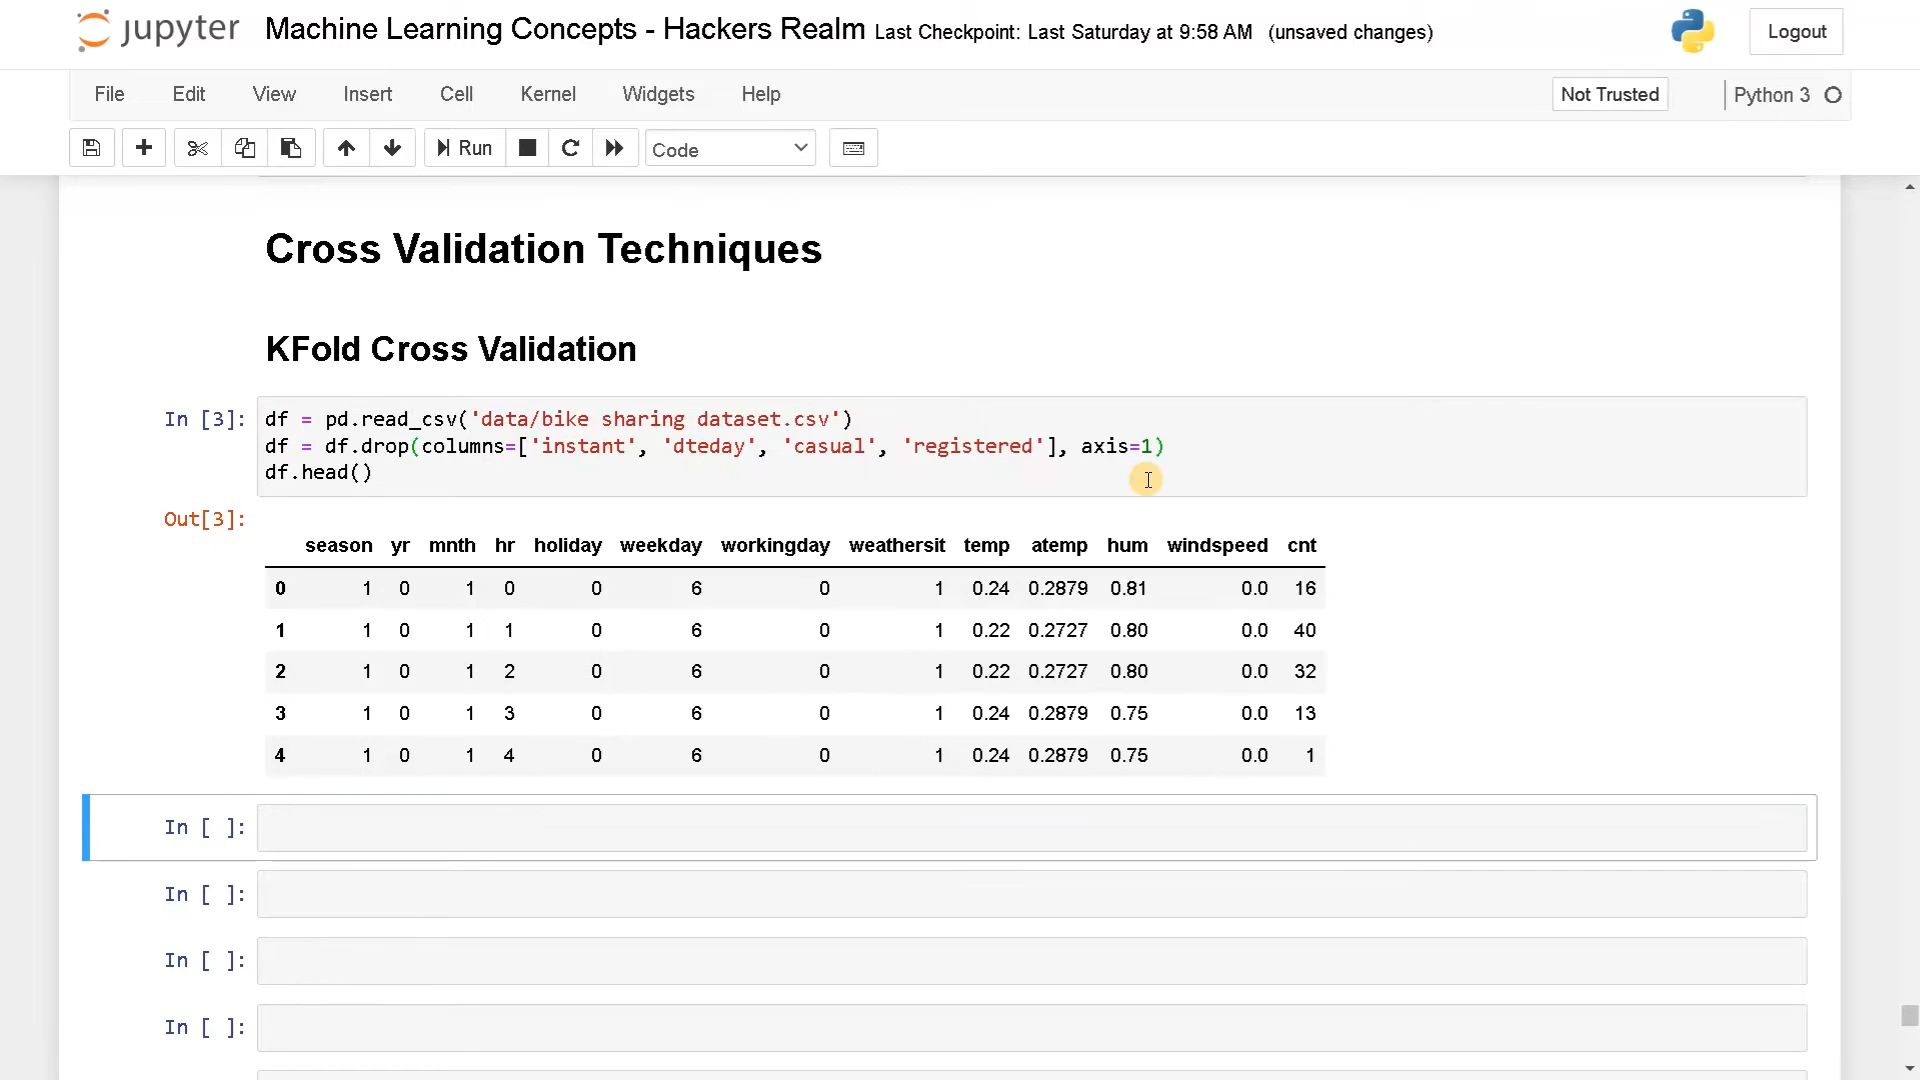 jupyter Machine Learning Concepts - Hackers Realm Last Checkpoint: Last Saturday at 9:58 AM (unsaved changes) Logout
File Edit View Insert Cell Kernel Widgets Help Not Trusted Python 3
Run Code
Cross Validation Techniques
KFold Cross Validation
In [3]: df = pd.read_csv('data/bike sharing dataset.csv')
df = df.drop(columns=['instant', 'dteday', 'casual', 'registered'], axis=1)
df.head()
Out[3]:
season yr mnth hr holiday weekday workingday weathersit temp atemp hum windspeed cnt
0 1 0 1 0 0 6 0 1 0.24 0.2879 0.81 0.0 16
1 1 0 1 1 0 6 0 1 0.22 0.2727 0.80 0.0 40
2 1 0 1 2 0 6 0 1 0.22 0.2727 0.80 0.0 32
3 1 0 1 3 0 6 0 1 0.24 0.2879 0.75 0.0 13
4 1 0 1 4 0 6 0 1 0.24 0.2879 0.75 0.0 1
In [ ]:
In [ ]:
In [ ]:
In [ ]: